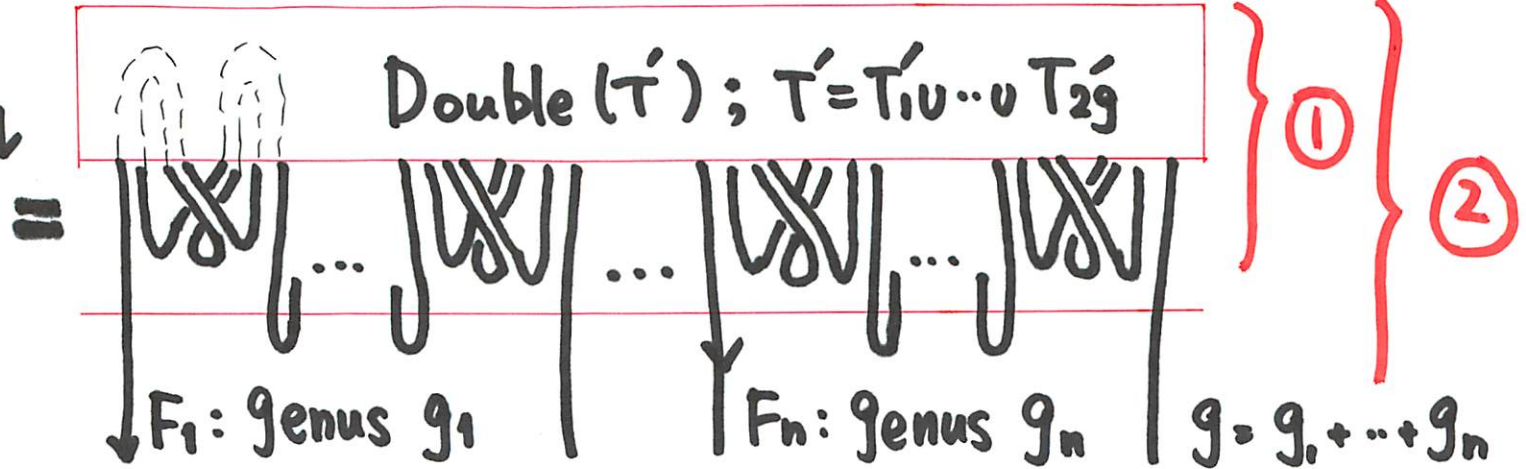 Double (T′) ; T′ = T′₁ ∪ ·· ∪ T′₂g
①
②
=
...
...
...
F₁ : genus g₁
Fn : genus gn
g = g₁ + ·· + gn